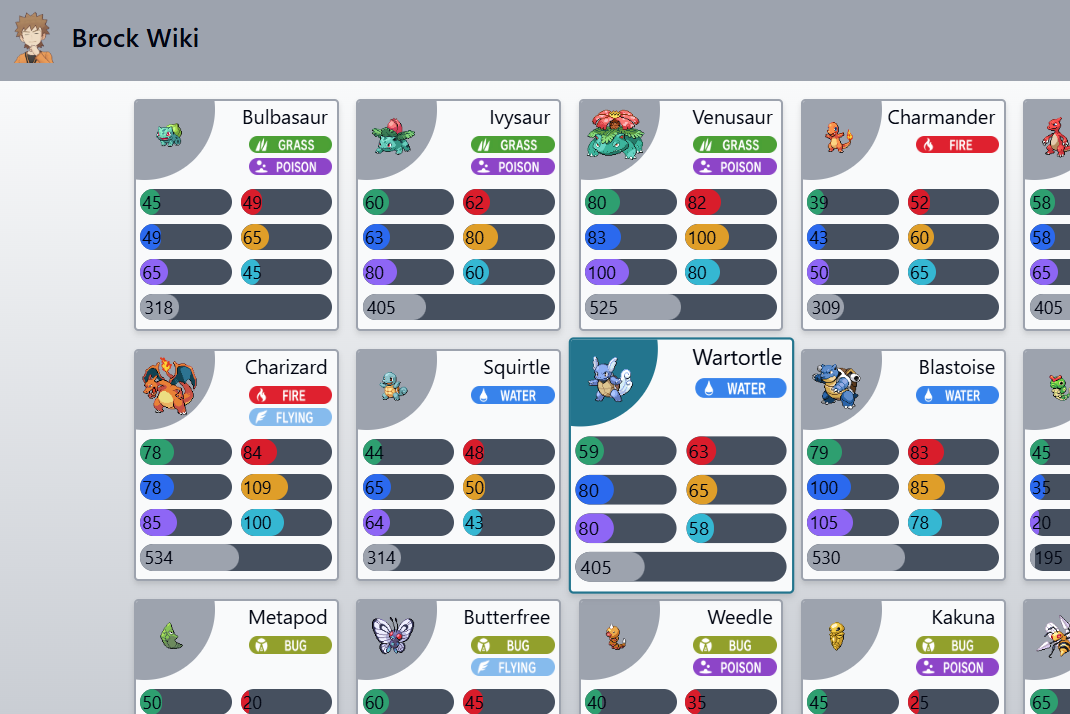 Brock Wiki
Bulbasaur
GRASS
POISON
45 49
49 65
65 45
318
Ivysaur
GRASS
POISON
60 62
63 80
80 60
405
Venusaur
GRASS
POISON
80 82
83 100
100 80
525
Charmander
FIRE
39 52
43 60
50 65
309
58
58
65
405
Charizard
FIRE
FLYING
78 84
78 109
85 100
534
Squirtle
WATER
44 48
65 50
64 43
314
Wartortle
WATER
59 63
80 65
80 58
405
Blastoise
WATER
79 83
100 85
105 78
530
45
35
20
195
Metapod
BUG
50 20
Butterfree
BUG
FLYING
60 45
Weedle
BUG
POISON
40 35
Kakuna
BUG
POISON
45 25
65